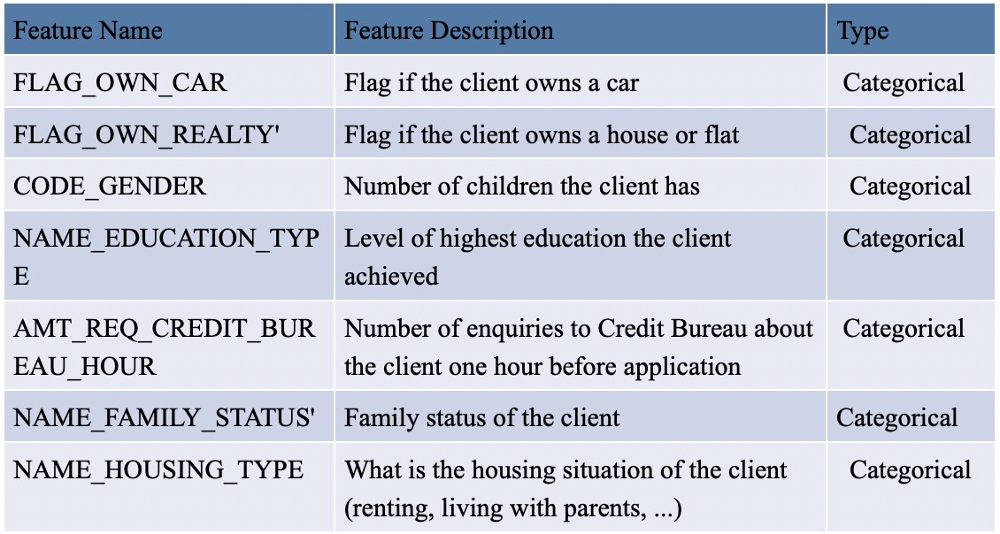 Feature Name Feature Description Type
FLAG_OWN_CAR Flag if the client owns a car Categorical
FLAG_OWN_REALTY' Flag if the client owns a house or flat Categorical
CODE_GENDER Number of children the client has Categorical
NAME_EDUCATION_TYP Level of highest education the client Categorical
E achieved
AMT_REQ_CREDIT_BUR Number of enquiries to Credit Bureau about Categorical
EAU_HOUR the client one hour before application
NAME_FAMILY_STATUS' Family status of the client Categorical
NAME_HOUSING_TYPE What is the housing situation of the client Categorical
(renting, living with parents, ...)